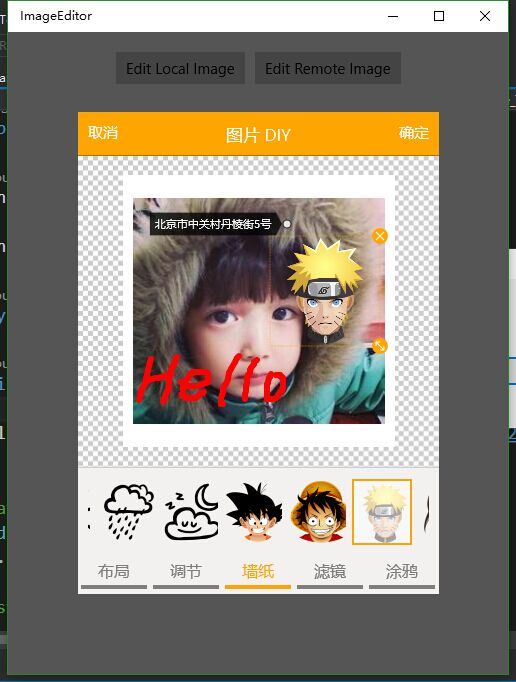 ImageEditor
Edit Local Image
Edit Remote Image
取消
图片 DIY
确定
北京市中关村丹棱街5号
Hello
布局
调节
墙纸
滤镜
涂鸦